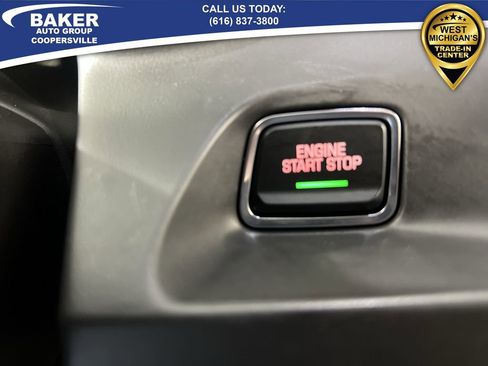 BAKER
AUTO GROUP
COOPERSVILLE
CALL US TODAY:
(616) 837-3800
WEST
MICHIGAN'S
TRADE-IN
CENTER
ENGINE
START STOP